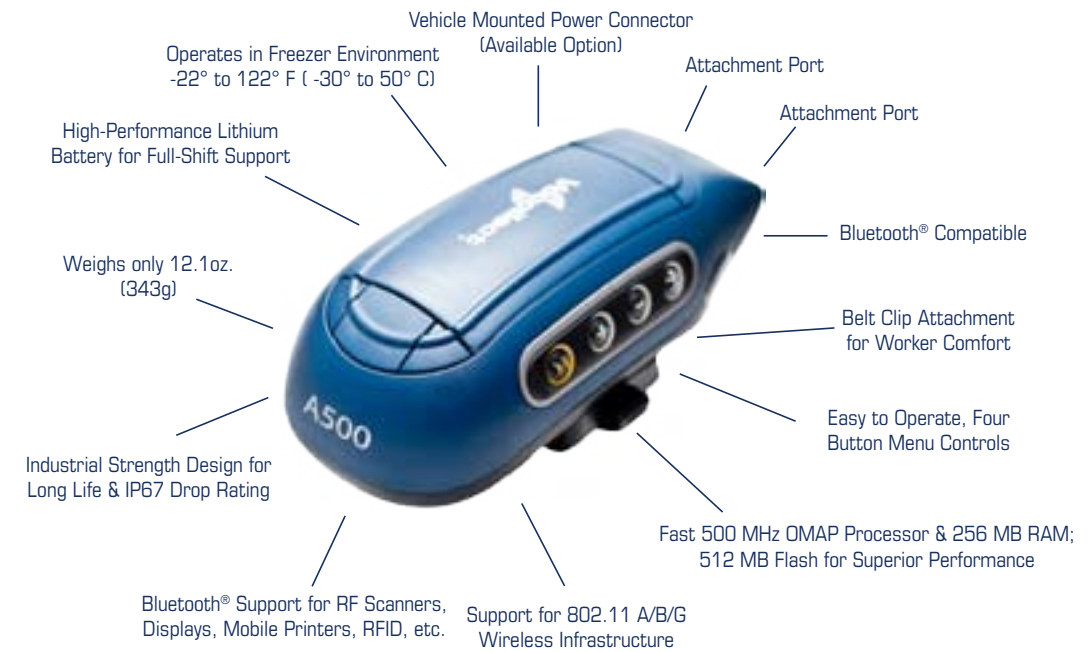 Vehicle Mounted Power Connector
(Available Option)
Operates in Freezer Environment
-22° to 122° F ( -30° to 50° C)
Attachment Port
Attachment Port
High-Performance Lithium
Battery for Full-Shift Support
vocollect
Bluetooth® Compatible
Weighs only 12.1oz.
(343g)
Belt Clip Attachment
for Worker Comfort
A500
Easy to Operate, Four
Button Menu Controls
Industrial Strength Design for
Long Life & IP67 Drop Rating
Fast 500 MHz OMAP Processor & 256 MB RAM;
512 MB Flash for Superior Performance
Bluetooth® Support for RF Scanners,
Displays, Mobile Printers, RFID, etc.
Support for 802.11 A/B/G
Wireless Infrastructure